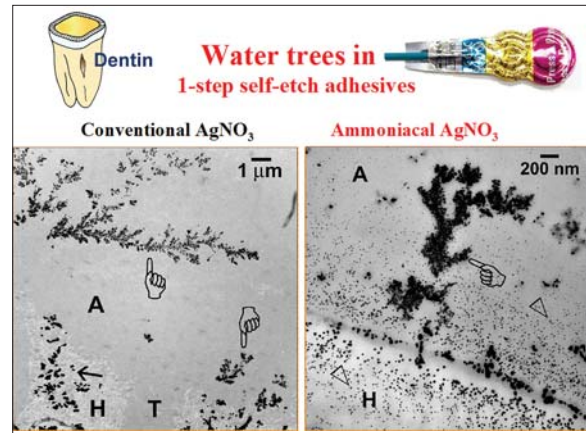 Dentin
Water trees in
1-step self-etch adhesives
Conventional AgNO₃
Ammoniacal AgNO₃
1 μm
A
H
T
200 nm
A
H